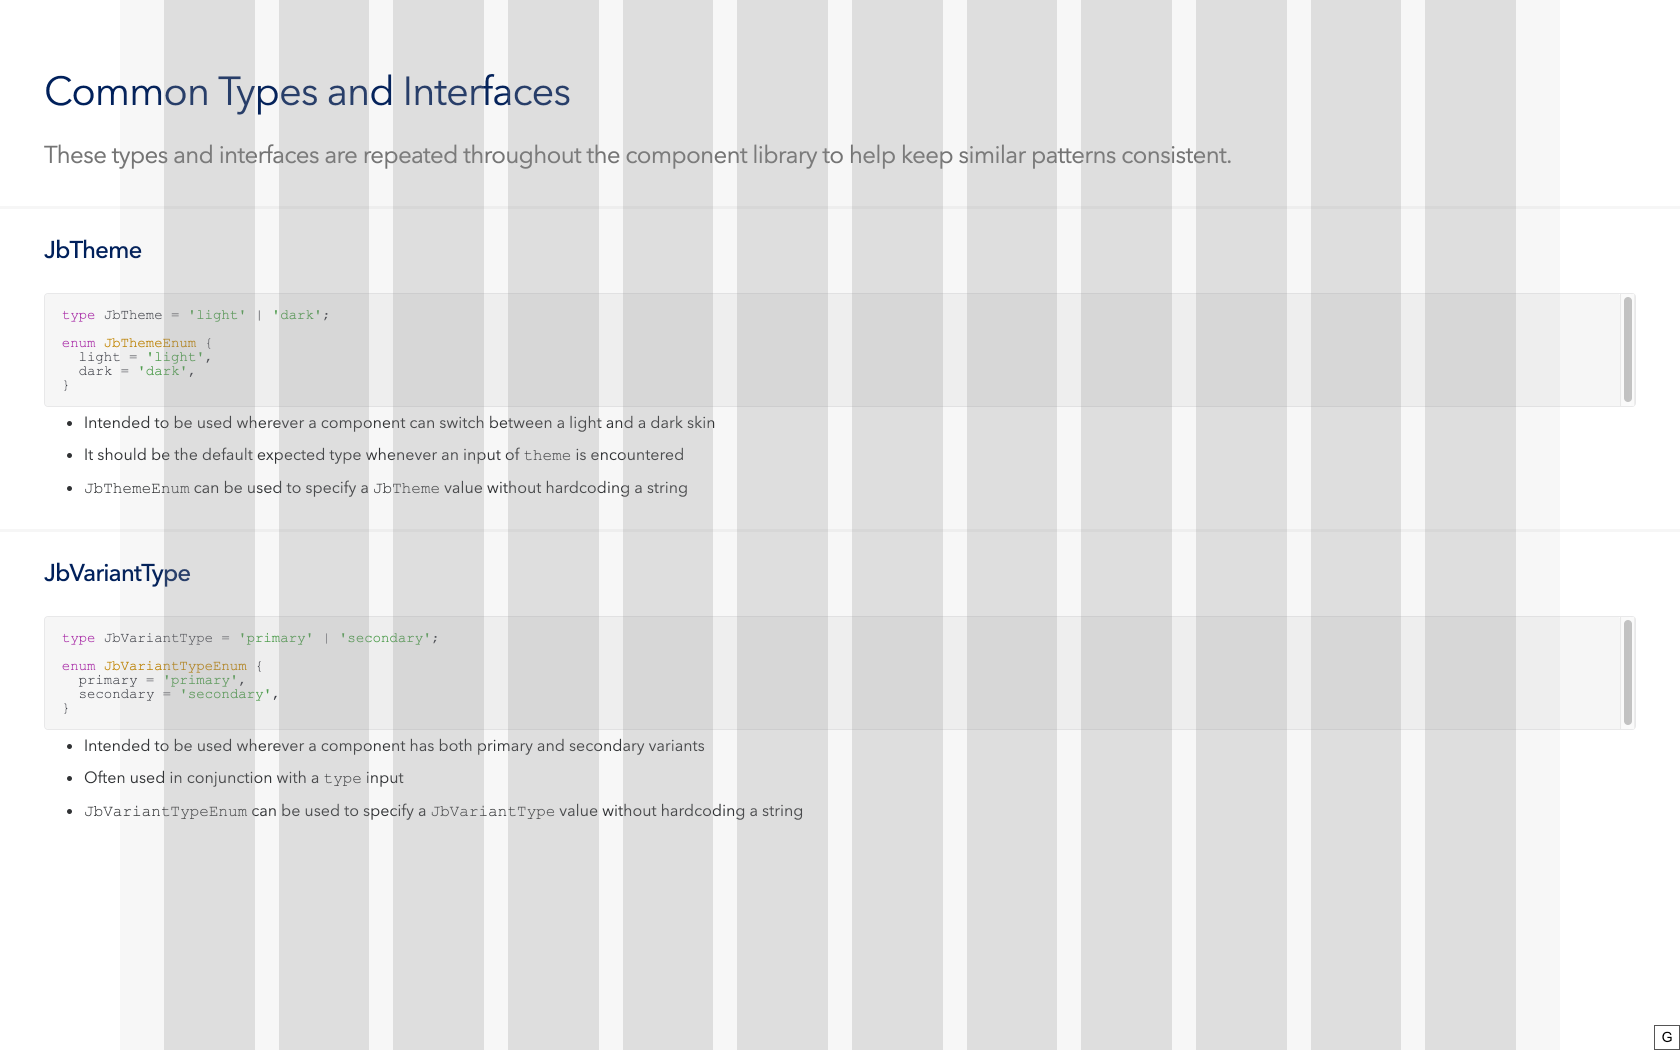 Common Types and Interfaces
These types and interfaces are repeated throughout the component library to help keep similar patterns consistent.
JbTheme
type JbTheme = 'light' | 'dark';
enum JbThemeEnum {
  light = 'light',
  dark = 'dark',
}
• Intended to be used wherever a component can switch between a light and a dark skin
• It should be the default expected type whenever an input of theme is encountered
• JbThemeEnum can be used to specify a JbTheme value without hardcoding a string
JbVariantType
type JbVariantType = 'primary' | 'secondary';
enum JbVariantTypeEnum {
  primary = 'primary',
  secondary = 'secondary',
}
• Intended to be used wherever a component has both primary and secondary variants
• Often used in conjunction with a type input
• JbVariantTypeEnum can be used to specify a JbVariantType value without hardcoding a string
G